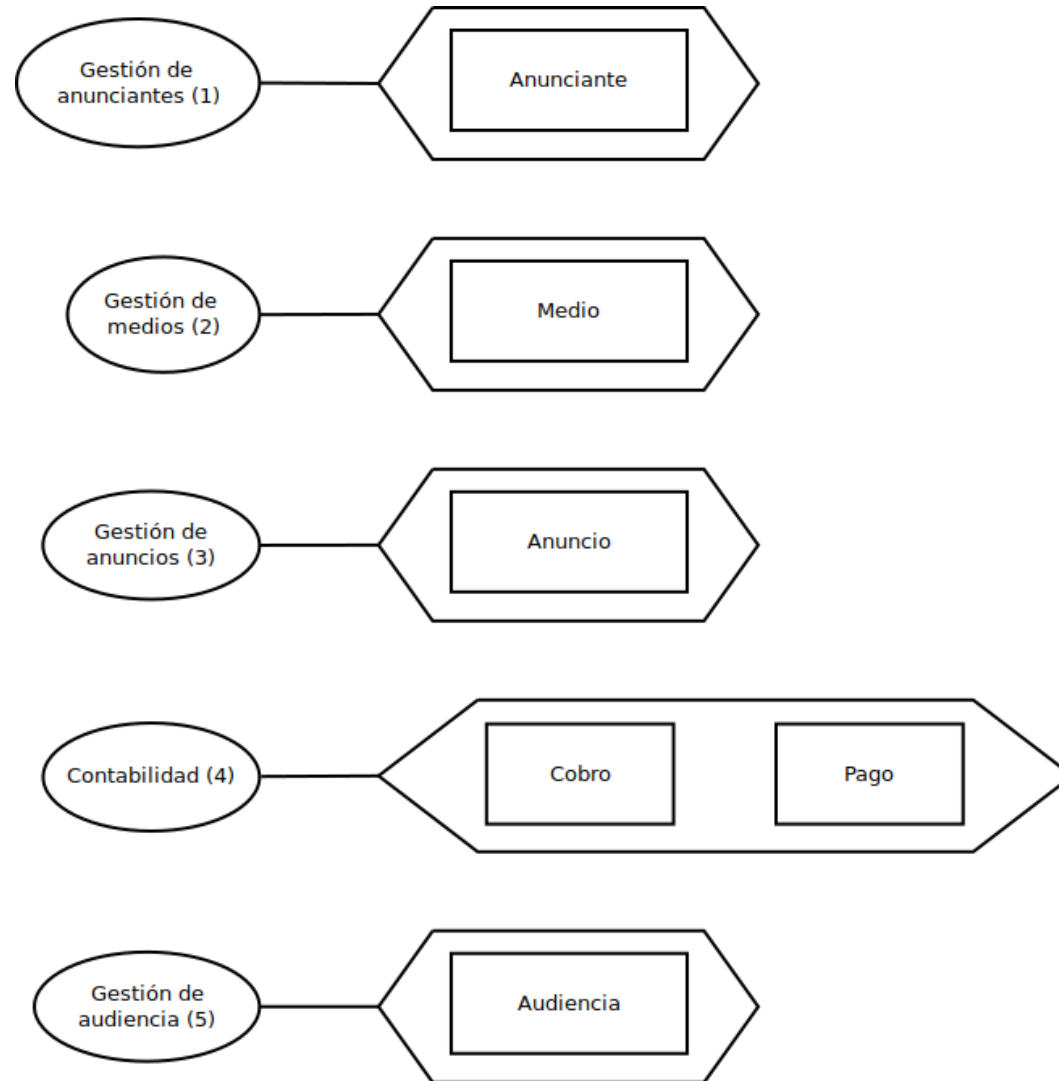 Gestión de
anunciantes (1)
Anunciante
Gestión de
medios (2)
Medio
Gestión de
anuncios (3)
Anuncio
Contabilidad (4)
Cobro
Pago
Gestión de
audiencia (5)
Audiencia